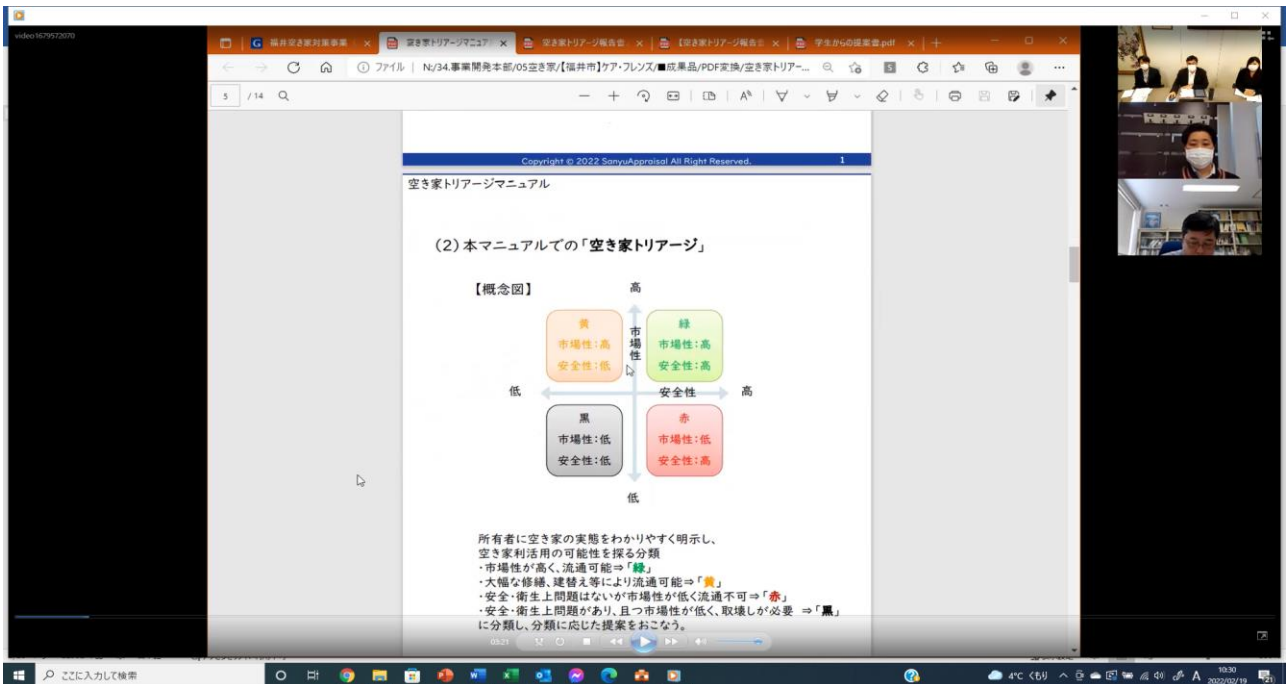 video1679572070
福井空き家対策事業
空き家トリアージマニュア
空き家トリアージ報告会
【空き家トリアージ報告会
学生からの提案書.pdf
ファイル
N:/34.事業開発本部/05空き家/【福井市】ケア・フレンズ/■成果品/PDF変換/空き家トリアー...
5 /14
Copyright © 2022 SanyuAppraisal All Right Reserved. 1
空き家トリアージマニュアル
(2)本マニュアルでの「空き家トリアージ」
【概念図】
高
市場性
黄
市場性:高
安全性:低
緑
市場性:高
安全性:高
低
安全性
高
黒
市場性:低
安全性:低
赤
市場性:低
安全性:高
低
所有者に空き家の実態をわかりやすく明示し、
空き家利活用の可能性を探る分類
・市場性が高く、流通可能⇒「緑」
・大幅な修繕、建替え等により流通可能⇒「黄」
・安全・衛生上問題はないが市場性が低く流通不可⇒「赤」
・安全・衛生上問題があり、且つ市場性が低く、取壊しが必要 ⇒「黒」
に分類し、分類に応じた提案をおこなう。
03:21
ここに入力して検索
4°C くもり
A
10:30
2022/02/19